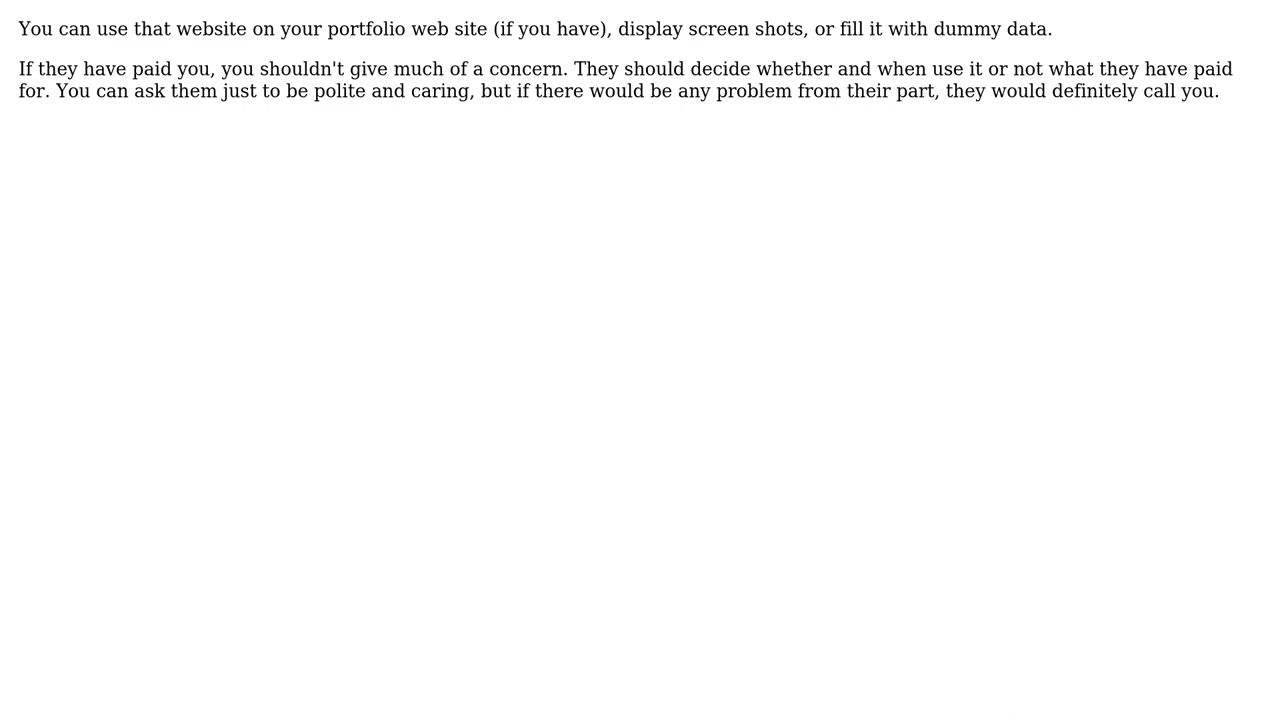 You can use that website on your portfolio web site (if you have), display screen shots, or fill it with dummy data.
If they have paid you, you shouldn't give much of a concern. They should decide whether and when use it or not what they have paid
for. You can ask them just to be polite and caring, but if there would be any problem from their part, they would definitely call you.